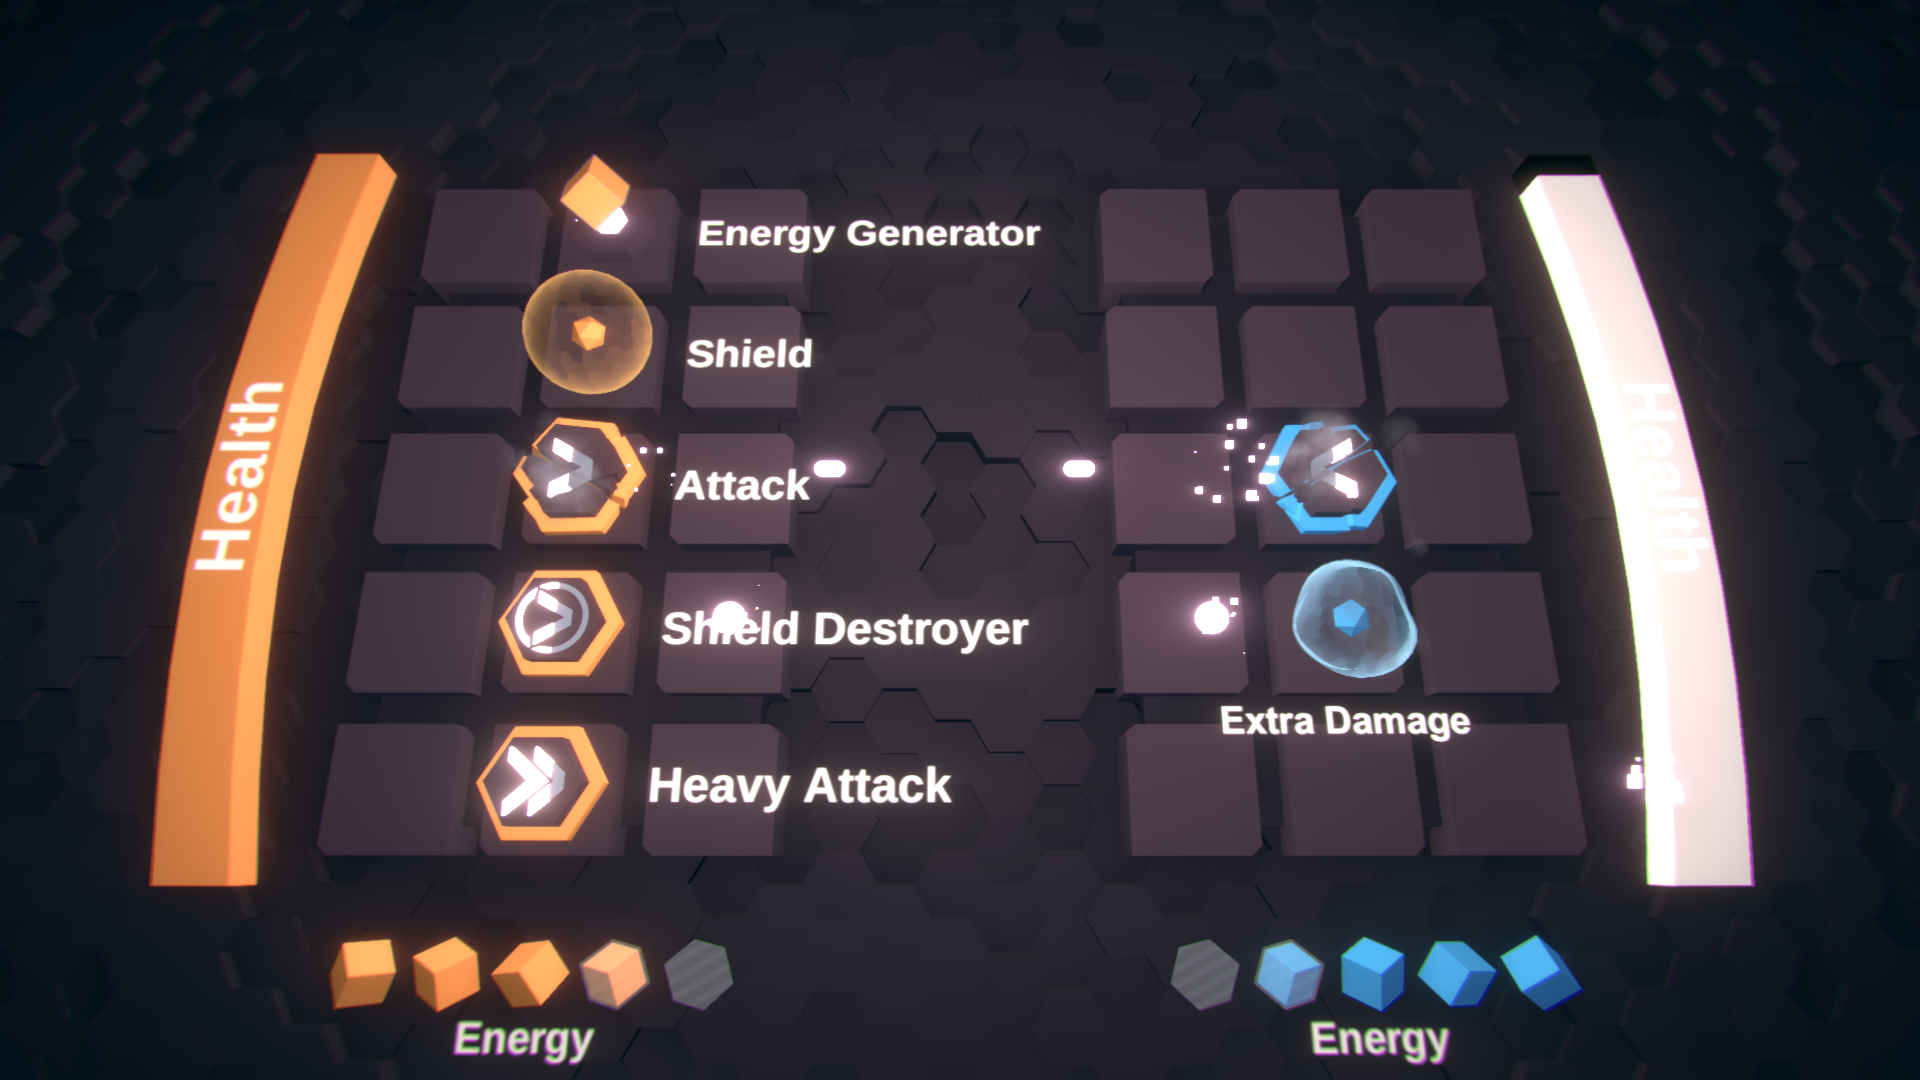 Energy Generator
Shield
Health
Health
Attack
Shield Destroyer
Extra Damage
Heavy Attack
Energy
Energy